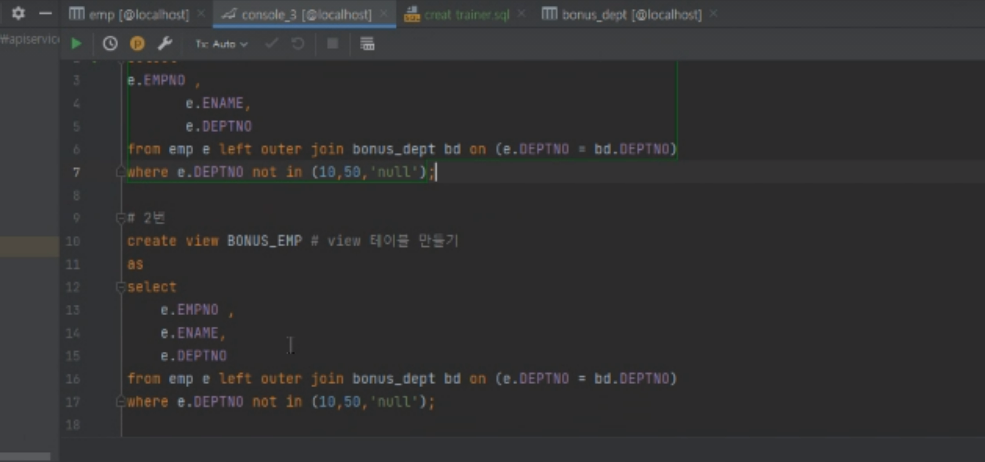 emp [@localhost]
console_3 [@localhost]
creat trainer.sql
bonus_dept [@localhost]
#apiservic
Tx: Auto
3 e.EMPNO ,
4 e.ENAME,
5 e.DEPTNO
6 from emp e left outer join bonus_dept bd on (e.DEPTNO = bd.DEPTNO)
7 where e.DEPTNO not in (10,50,'null');
8
9 # 2번
10 create view BONUS_EMP # view 테이블 만들기
11 as
12 select
13 e.EMPNO ,
14 e.ENAME,
15 e.DEPTNO
16 from emp e left outer join bonus_dept bd on (e.DEPTNO = bd.DEPTNO)
17 where e.DEPTNO not in (10,50,'null');
18